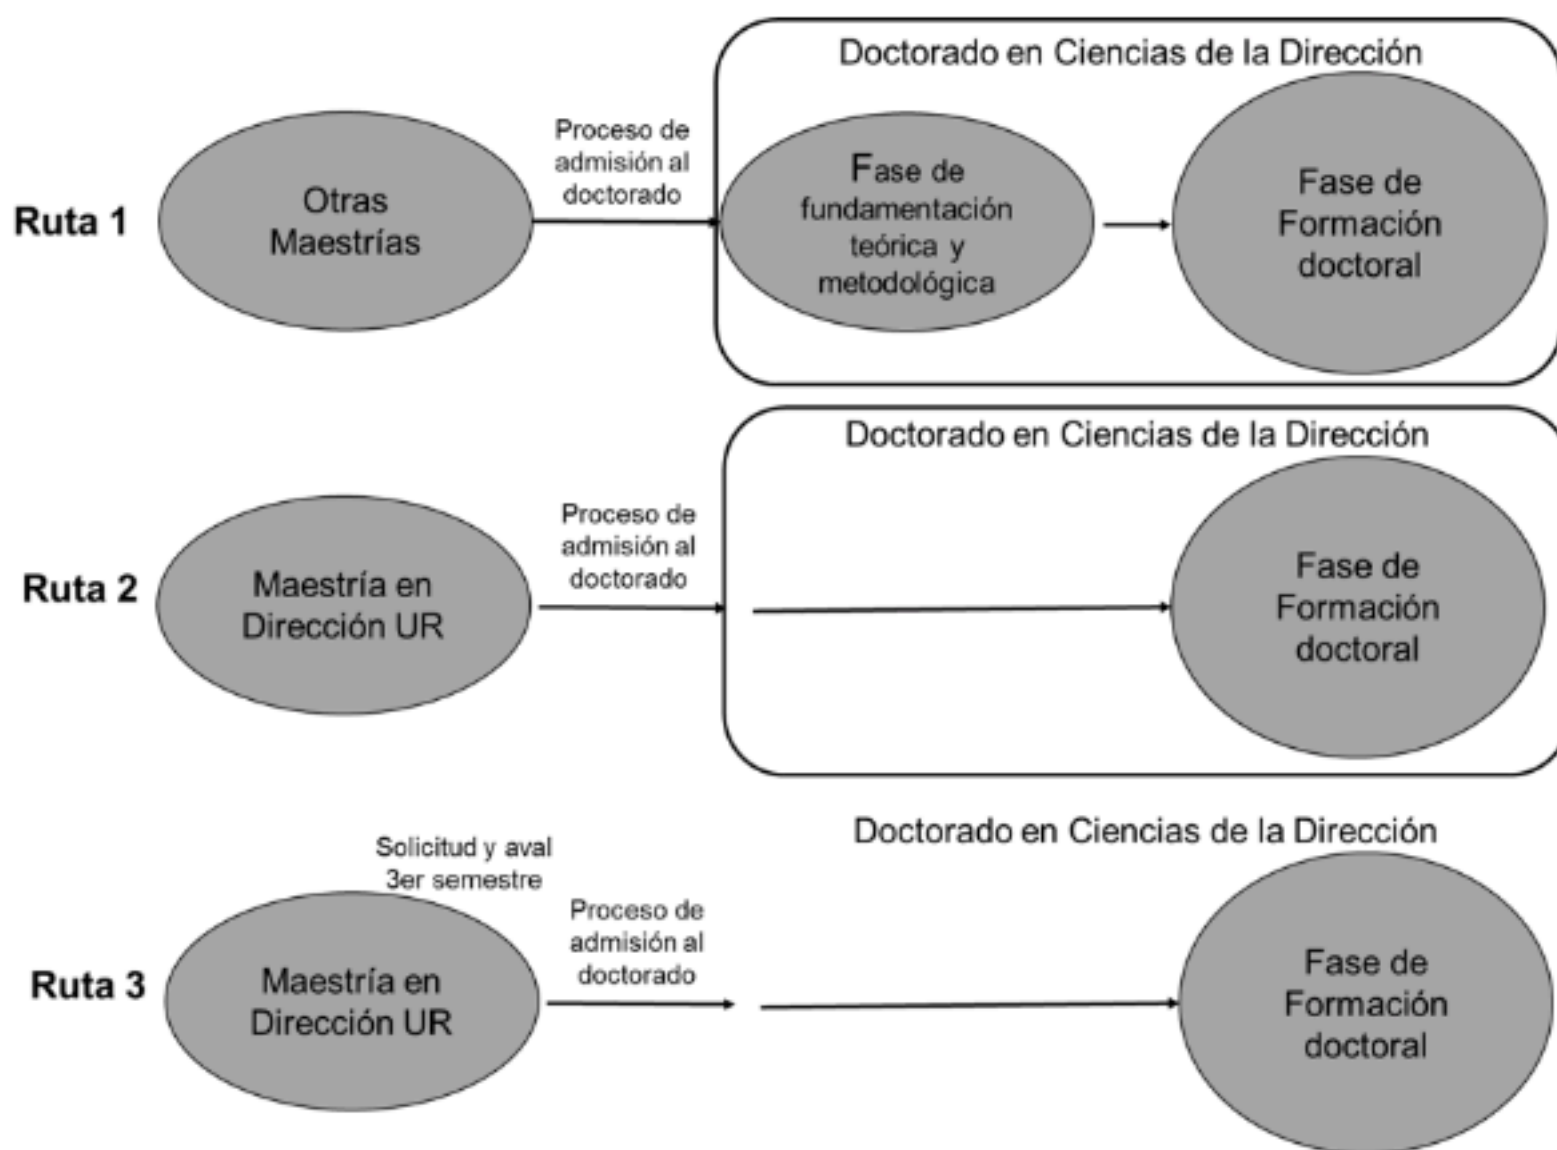 Doctorado en Ciencias de la Dirección
Ruta 1
Otras
Maestrías
Proceso de
admisión al
doctorado
Fase de
fundamentación
teórica y
metodológica
Fase de
Formación
doctoral
Doctorado en Ciencias de la Dirección
Ruta 2
Maestría en
Dirección UR
Proceso de
admisión al
doctorado
Fase de
Formación
doctoral
Doctorado en Ciencias de la Dirección
Ruta 3
Solicitud y aval
3er semestre
Maestría en
Dirección UR
Proceso de
admisión al
doctorado
Fase de
Formación
doctoral